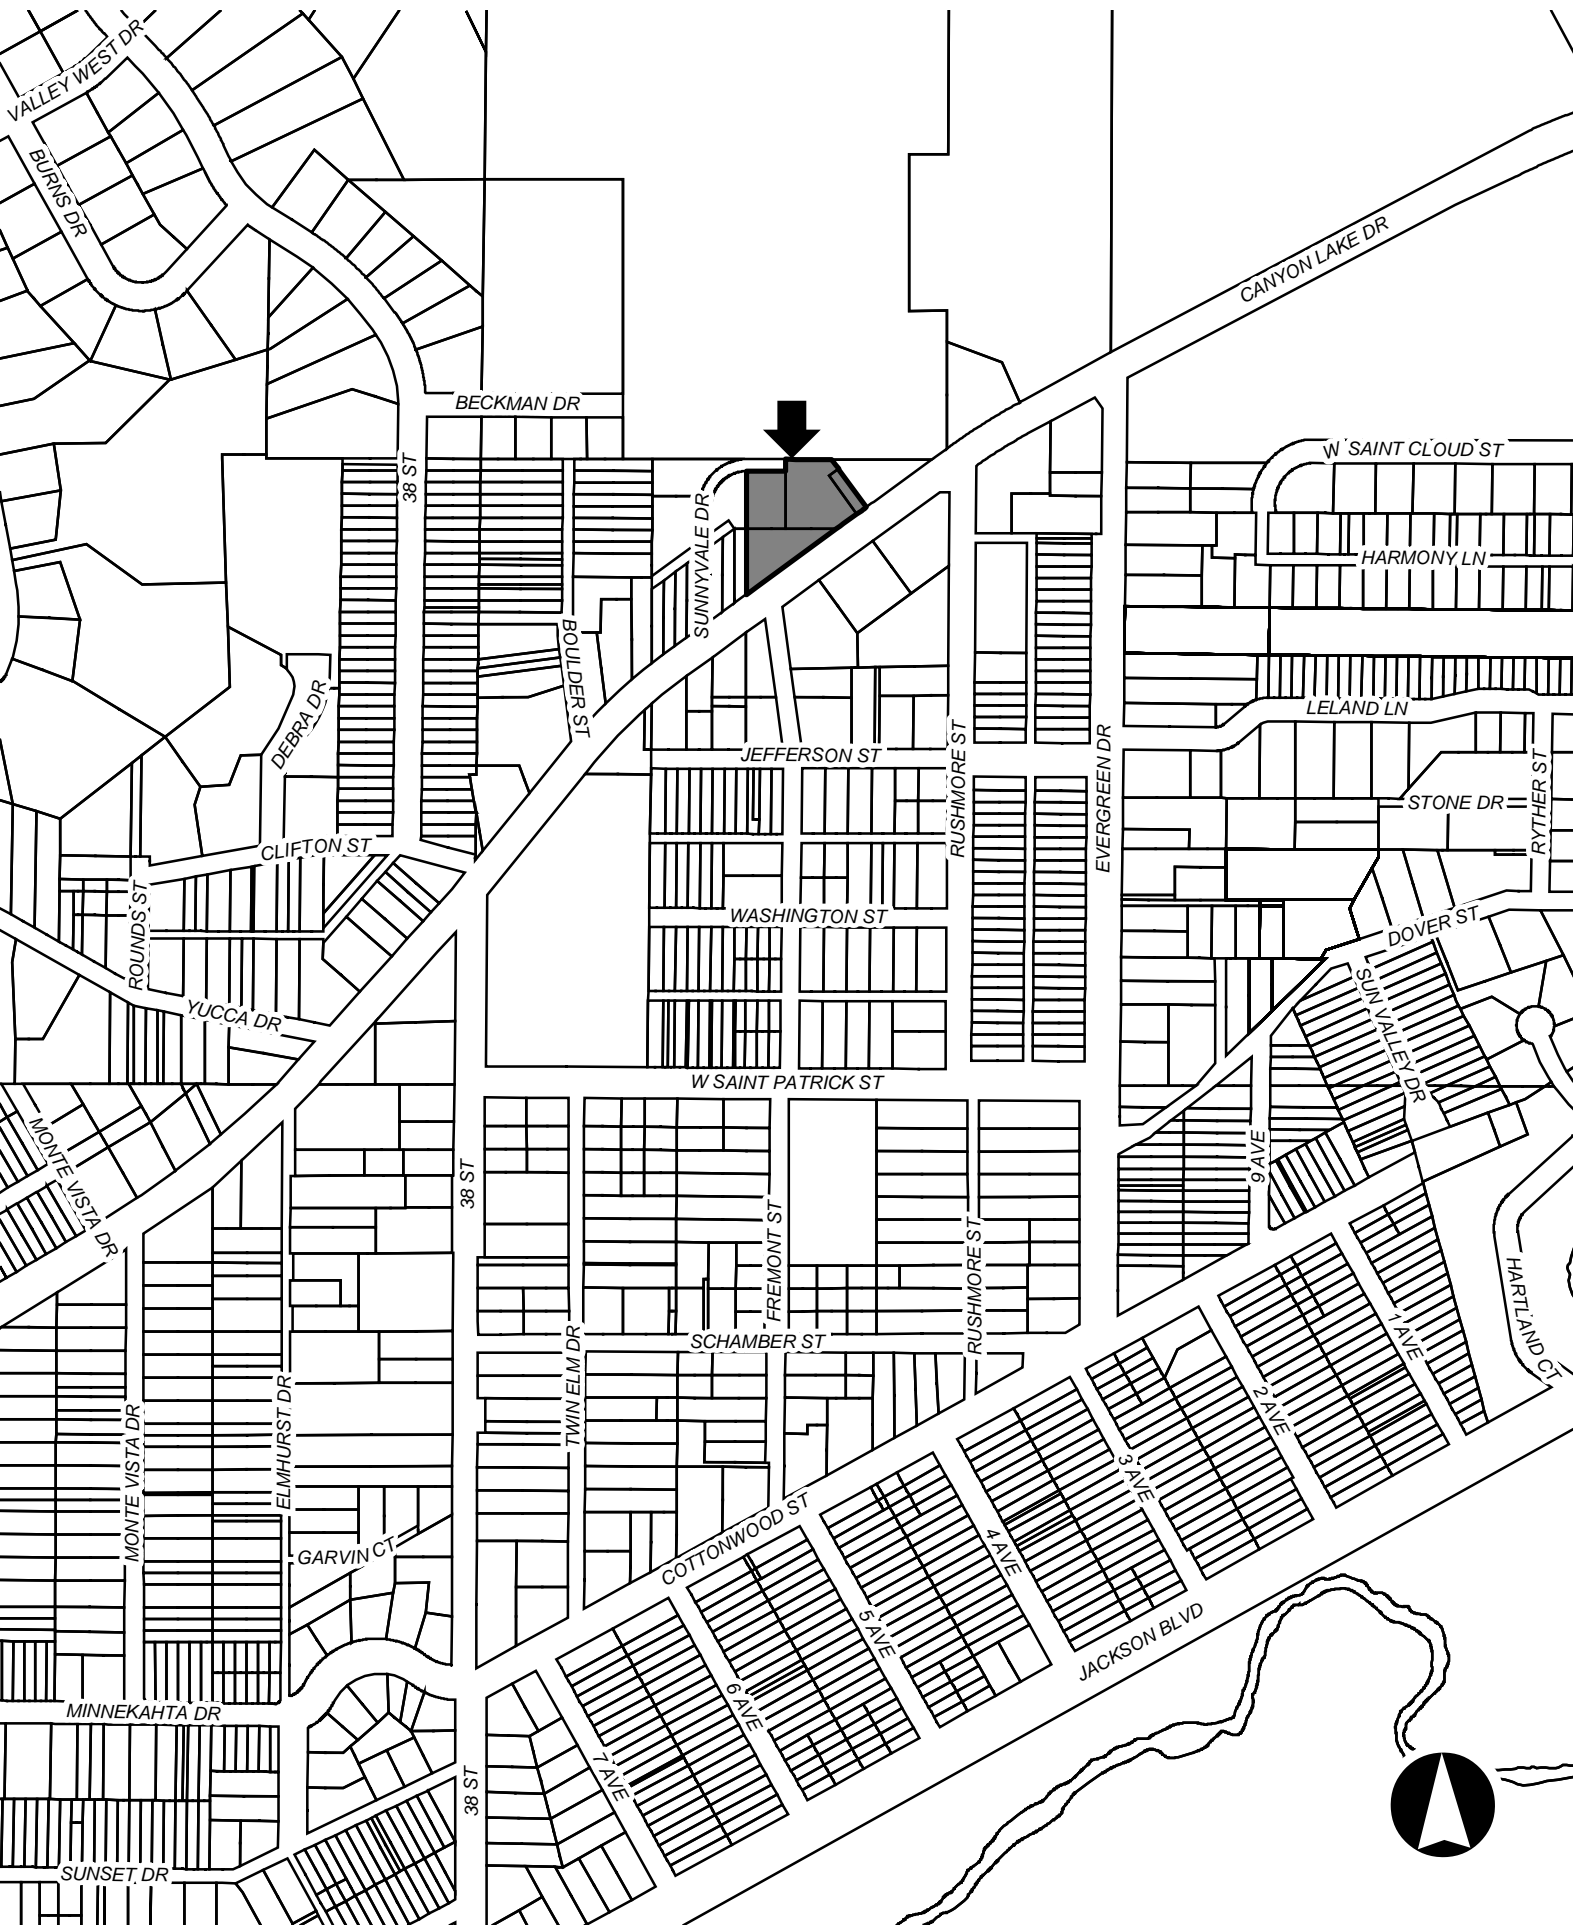 VALLEY WEST DR
BURNS DR
CANYON LAKE DR
BECKMAN DR
38 ST
W SAINT CLOUD ST
SUNNYVALE DR
HARMONY LN
BOULDER ST
DEBRA DR
LELAND LN
JEFFERSON ST
RUSHMORE ST
EVERGREEN DR
RYTHER ST
STONE DR
CLIFTON ST
ROUNDS ST
WASHINGTON ST
DOVER ST
YUCCA DR
SUN VALLEY DR
W SAINT PATRICK ST
MONTE VISTA DR
38 ST
9 AVE
FREMONT ST
RUSHMORE ST
HARTLAND CT
SCHAMBER ST
1 AVE
TWIN ELM DR
ELMHURST DR
MONTE VISTA DR
2 AVE
3 AVE
COTTONWOOD ST
GARVIN CT
4 AVE
5 AVE
JACKSON BLVD
6 AVE
MINNEKAHTA DR
7 AVE
38 ST
SUNSET DR